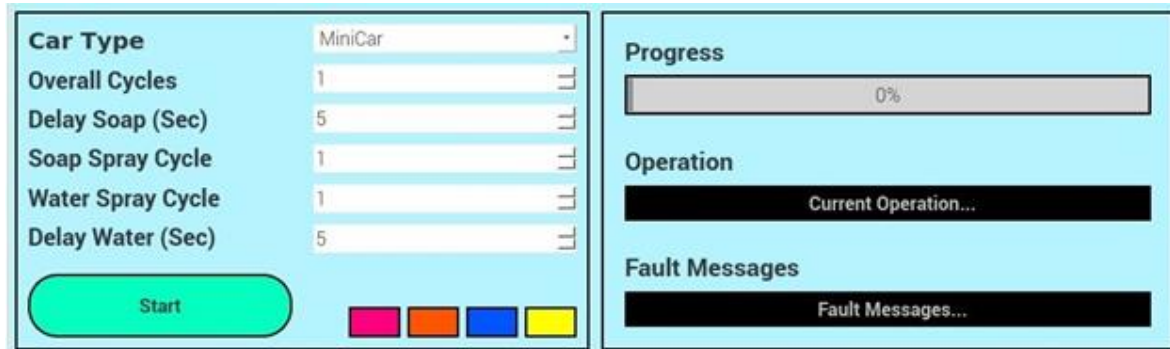 Car Type MiniCar
Overall Cycles 1
Delay Soap (Sec) 5
Soap Spray Cycle 1
Water Spray Cycle 1
Delay Water (Sec) 5
Start
Progress
0%
Operation
Current Operation...
Fault Messages
Fault Messages...